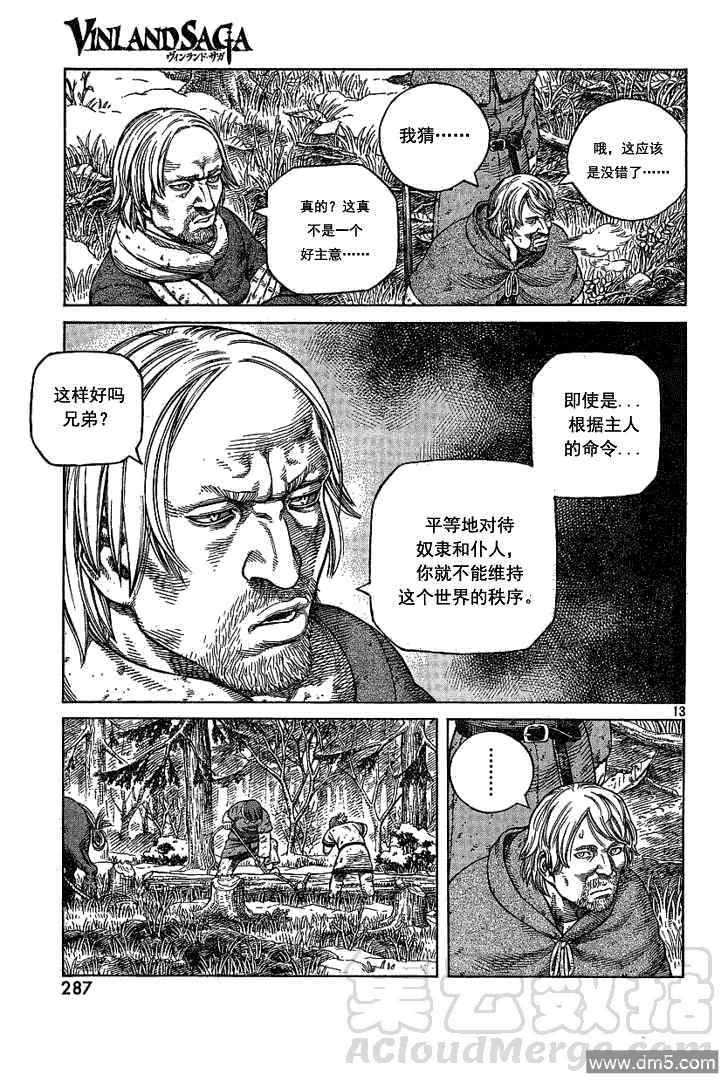 VINLAND SAGA
ヴィンランド・サガ
哦，这应该
是没错了······
我猜······
真的？这真
不是一个
好主意······
即使是...
根据主人
的命令...
平等地对待
奴隶和仆人，
你就不能维持
这个世界的秩序。
这样好吗
兄弟？
13
······
287
集云数据
ACloudMerge.com
www.dm5.com